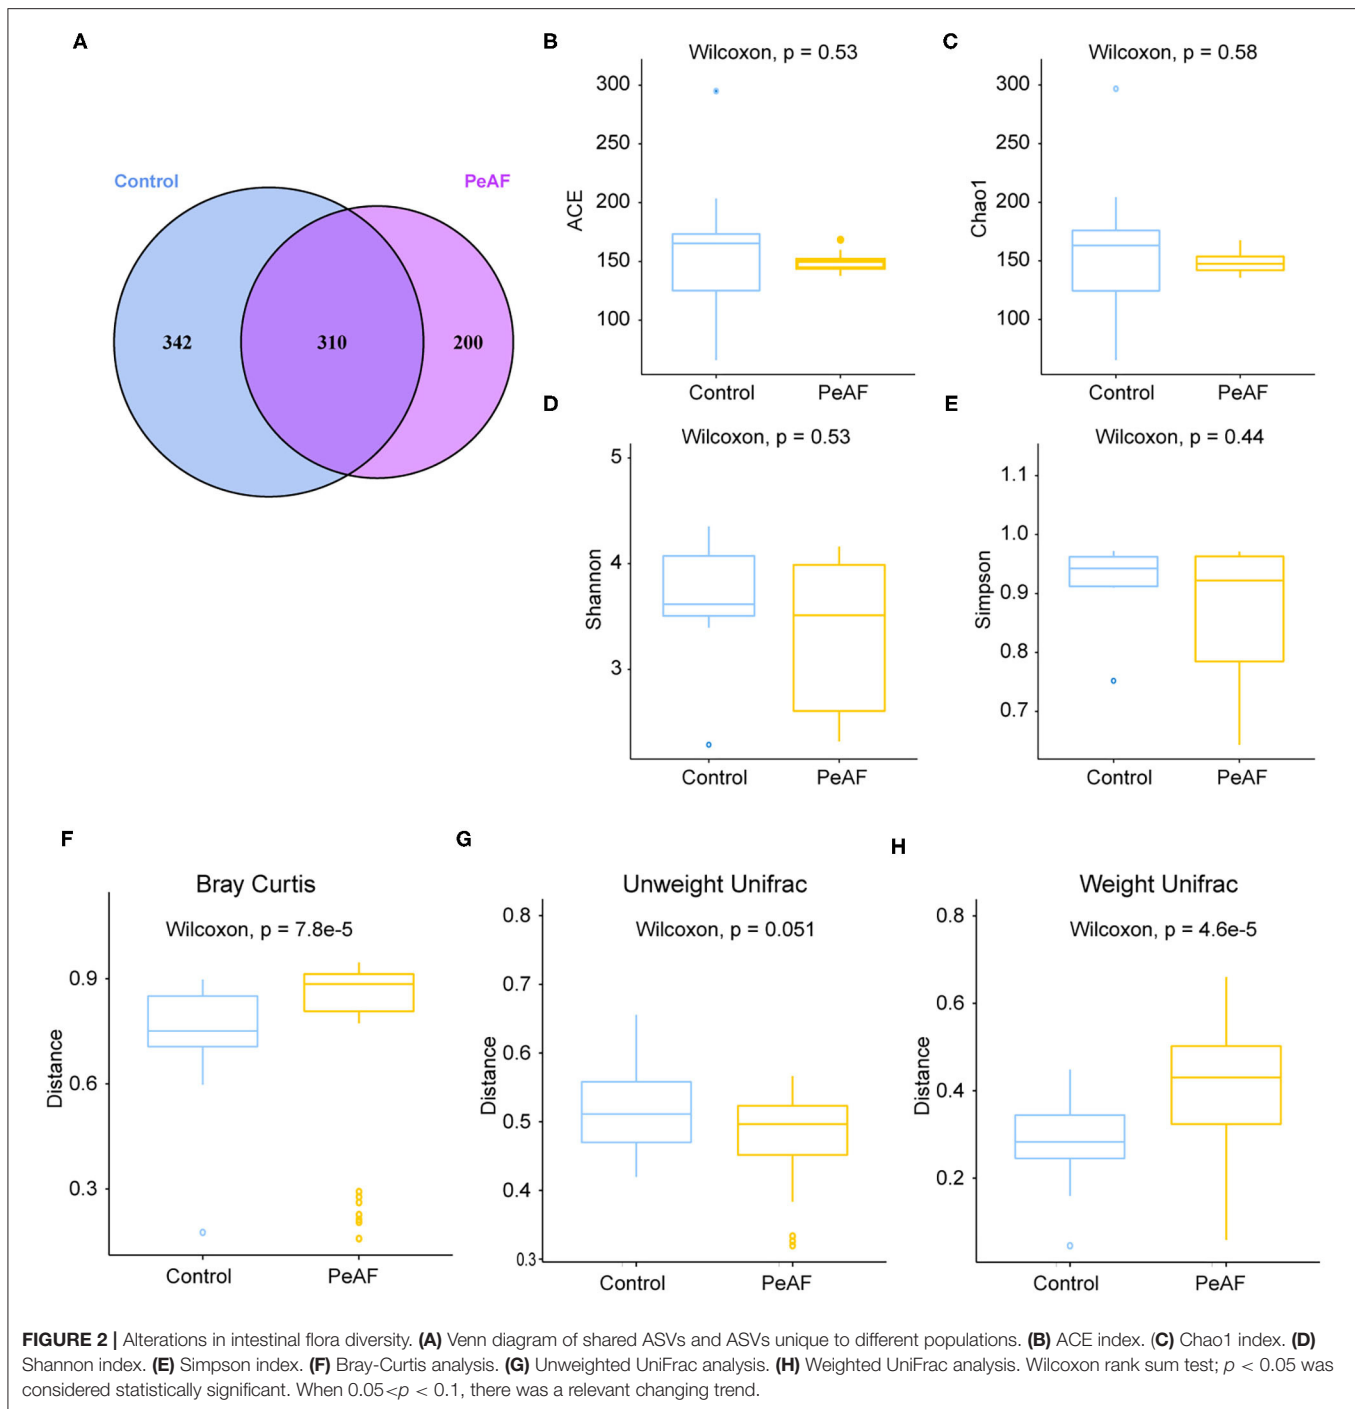 A
Control
PeAF
342
310
200
B
Wilcoxon, p = 0.53
ACE
300
250
200
150
100
Control
PeAF
C
Wilcoxon, p = 0.58
Chao1
300
250
200
150
100
Control
PeAF
D
Wilcoxon, p = 0.53
Shannon
5
4
3
Control
PeAF
E
Wilcoxon, p = 0.44
Simpson
1.1
1.0
0.9
0.8
0.7
Control
PeAF
F
Bray Curtis
Wilcoxon, p = 7.8e-5
Distance
0.9
0.6
0.3
Control
PeAF
G
Unweight Unifrac
Wilcoxon, p = 0.051
Distance
0.8
0.7
0.6
0.5
0.4
0.3
Control
PeAF
H
Weight Unifrac
Wilcoxon, p = 4.6e-5
Distance
0.8
0.6
0.4
0.2
Control
PeAF
FIGURE 2 | Alterations in intestinal flora diversity. (A) Venn diagram of shared ASVs and ASVs unique to different populations. (B) ACE index. (C) Chao1 index. (D)
Shannon index. (E) Simpson index. (F) Bray-Curtis analysis. (G) Unweighted UniFrac analysis. (H) Weighted UniFrac analysis. Wilcoxon rank sum test; p < 0.05 was
considered statistically significant. When 0.05<p < 0.1, there was a relevant changing trend.